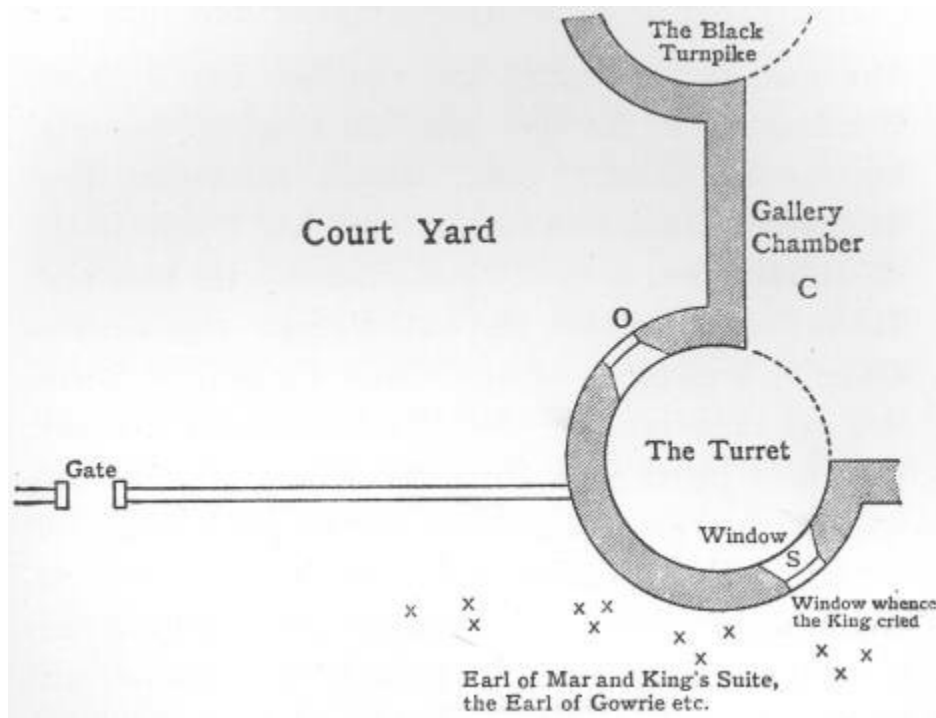 The Black
Turnpike
Court Yard
Gallery
Chamber
C
O
The Turret
Gate
Window
S
Window whence
the King cried
x x x x x x x x x x x x
Earl of Mar and King's Suite,
the Earl of Gowrie etc.